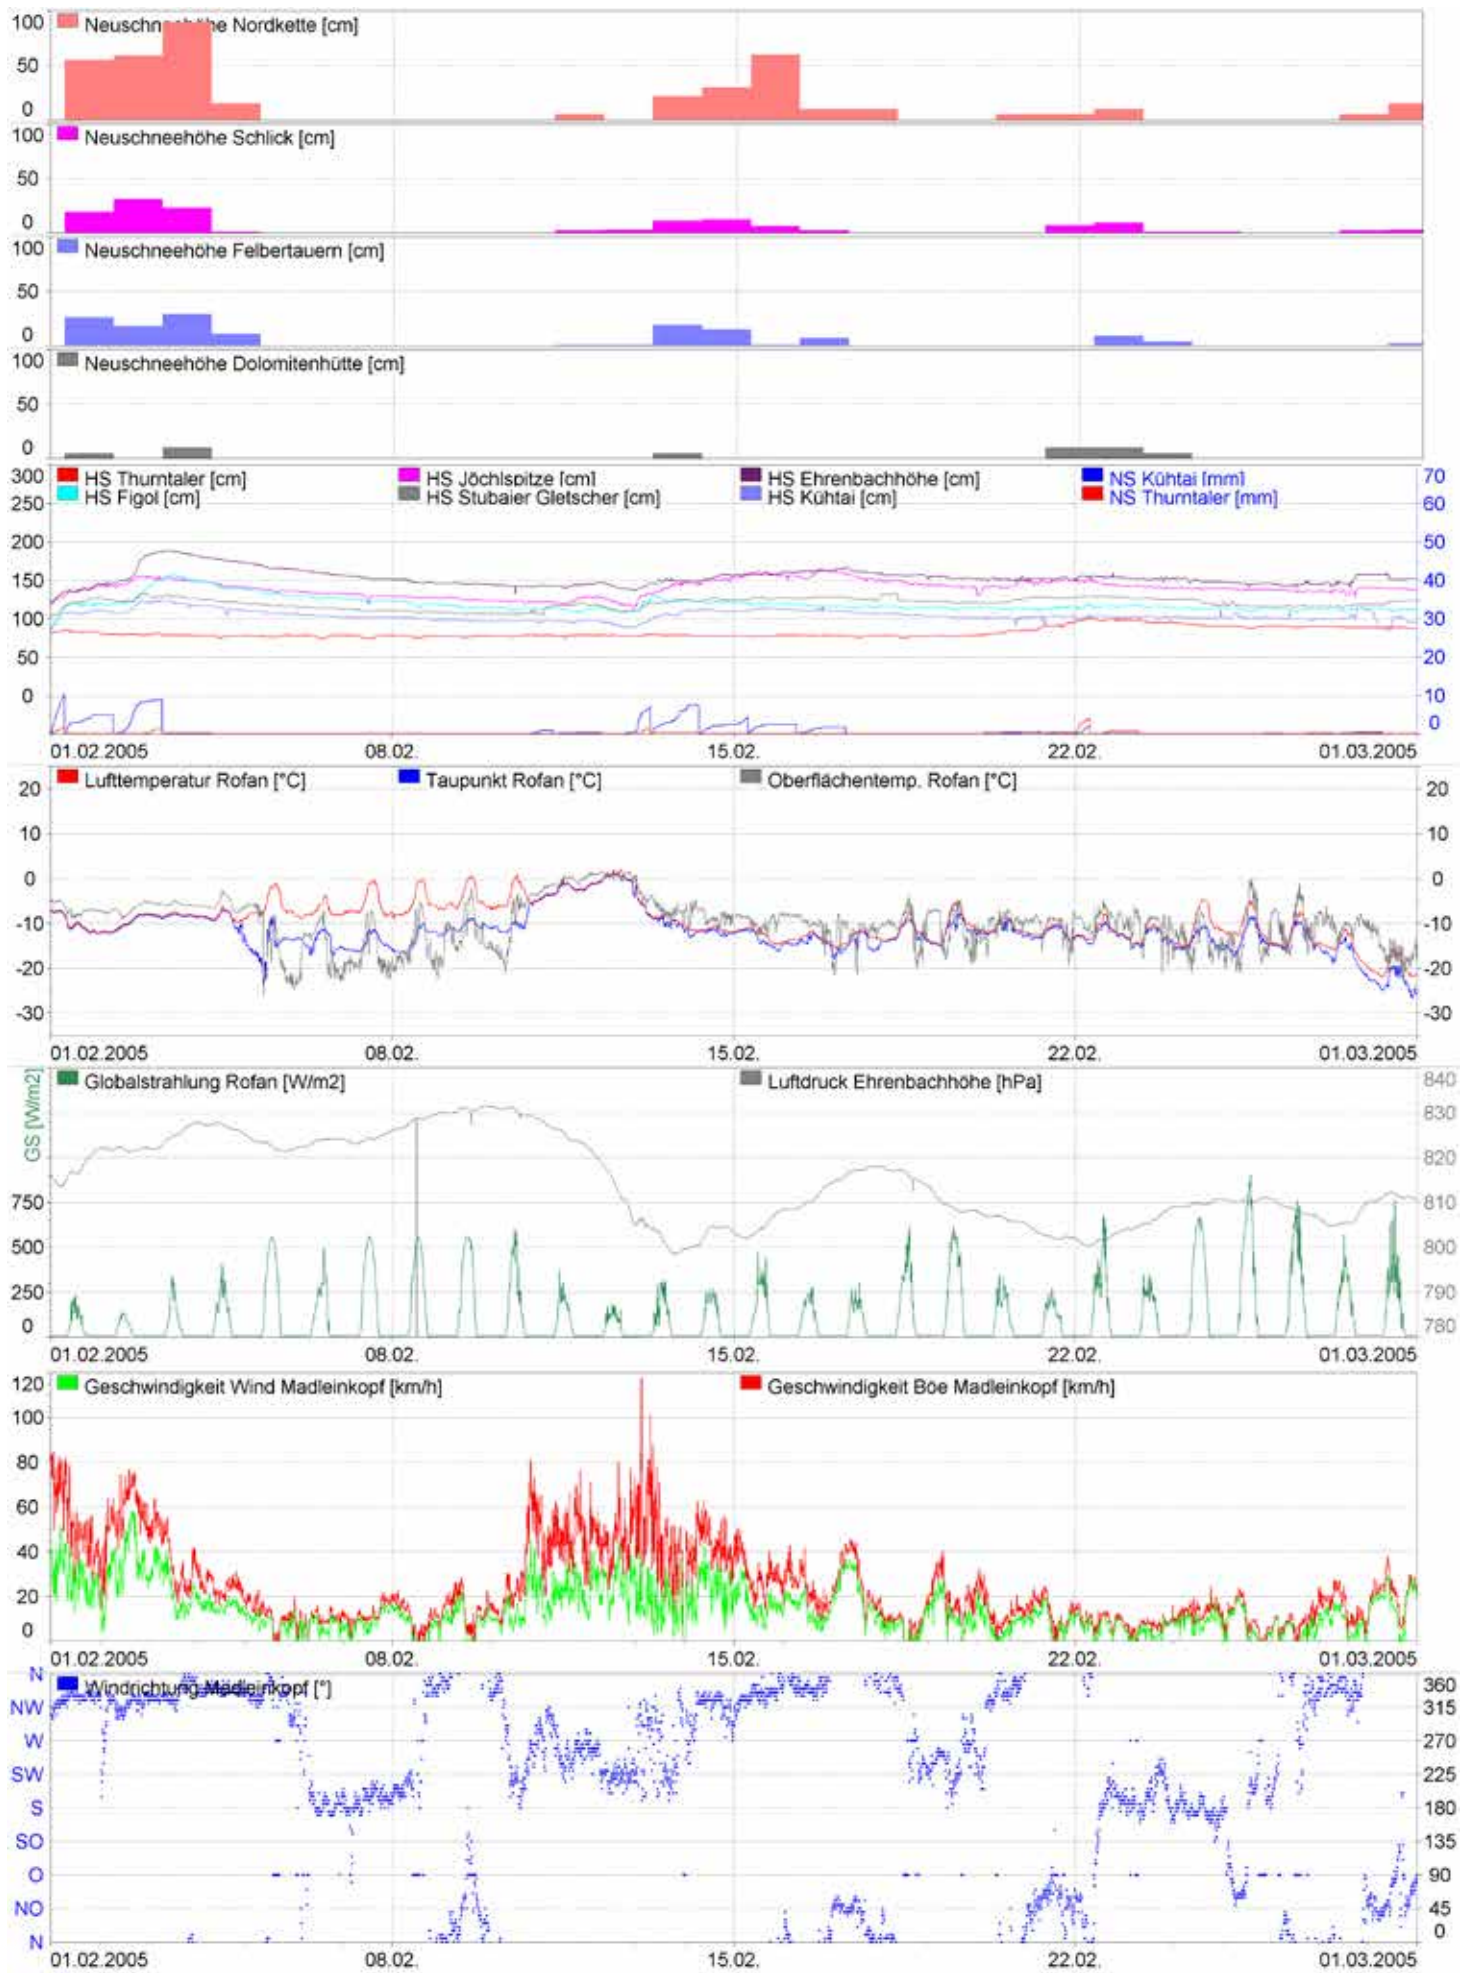 100 Neuschneehöhe Nordkette [cm]
50
0
100 Neuschneehöhe Schlick [cm]
50
0
100 Neuschneehöhe Felbertauern [cm]
50
0
100 Neuschneehöhe Dolomitenhütte [cm]
50
0
300 HS Thurntaler [cm] HS Jöchlspitze [cm] HS Ehrenbachhöhe [cm] NS Kühtai [mm] 70
250 HS Figol [cm] HS Stubaier Gletscher [cm] HS Kühtai [cm] NS Thurntaler [mm] 60
200 50
150 40
100 30
50 20
0 10
0
01.02.2005 08.02. 15.02. 22.02. 01.03.2005
Lufttemperatur Rofan [°C] Taupunkt Rofan [°C] Oberflächentemp. Rofan [°C]
20 20
10 10
0 0
-10 -10
-20 -20
-30 -30
01.02.2005 08.02. 15.02. 22.02. 01.03.2005
GS [W/m2] Globalstrahlung Rofan [W/m2] Luftdruck Ehrenbachhöhe [hPa] 840
830
820
750 810
500 800
250 790
0 780
01.02.2005 08.02. 15.02. 22.02. 01.03.2005
120 Geschwindigkeit Wind Madleinkopf [km/h] Geschwindigkeit Böe Madleinkopf [km/h]
100
80
60
40
20
0
01.02.2005 08.02. 15.02. 22.02. 01.03.2005
N Windrichtung Madleinkopf [°] 360
NW 315
W 270
SW 225
S 180
SO 135
O 90
NO 45
N 0
01.02.2005 08.02. 15.02. 22.02. 01.03.2005